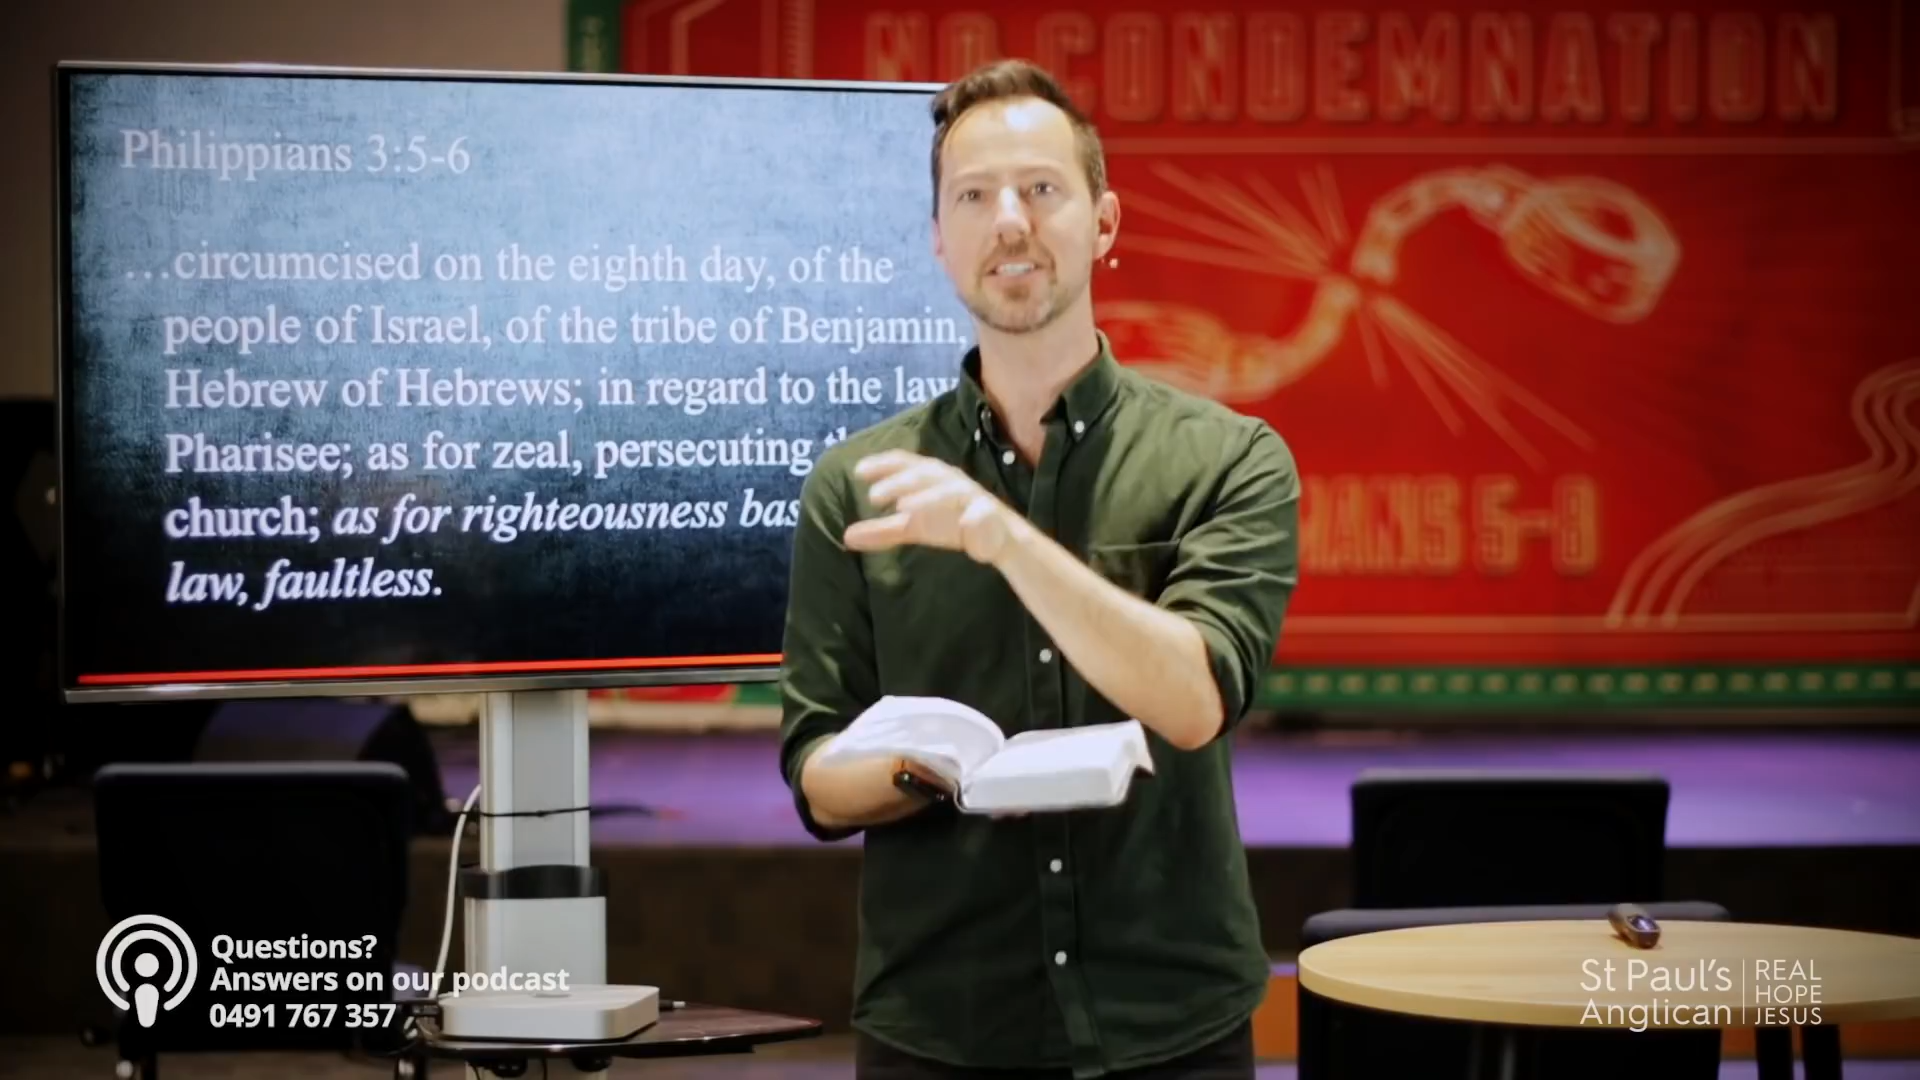 Philippians 3:5-6
…circumcised on the eighth day, of the
people of Israel, of the tribe of Benjamin,
Hebrew of Hebrews; in regard to the law
Pharisee; as for zeal, persecuting
church; as for righteousness
law, faultless.
NO CONDEMNATION
5-8
Questions?
Answers on our podcast
0491 767 357
St Paul's
Anglican
REAL
HOPE
JESUS